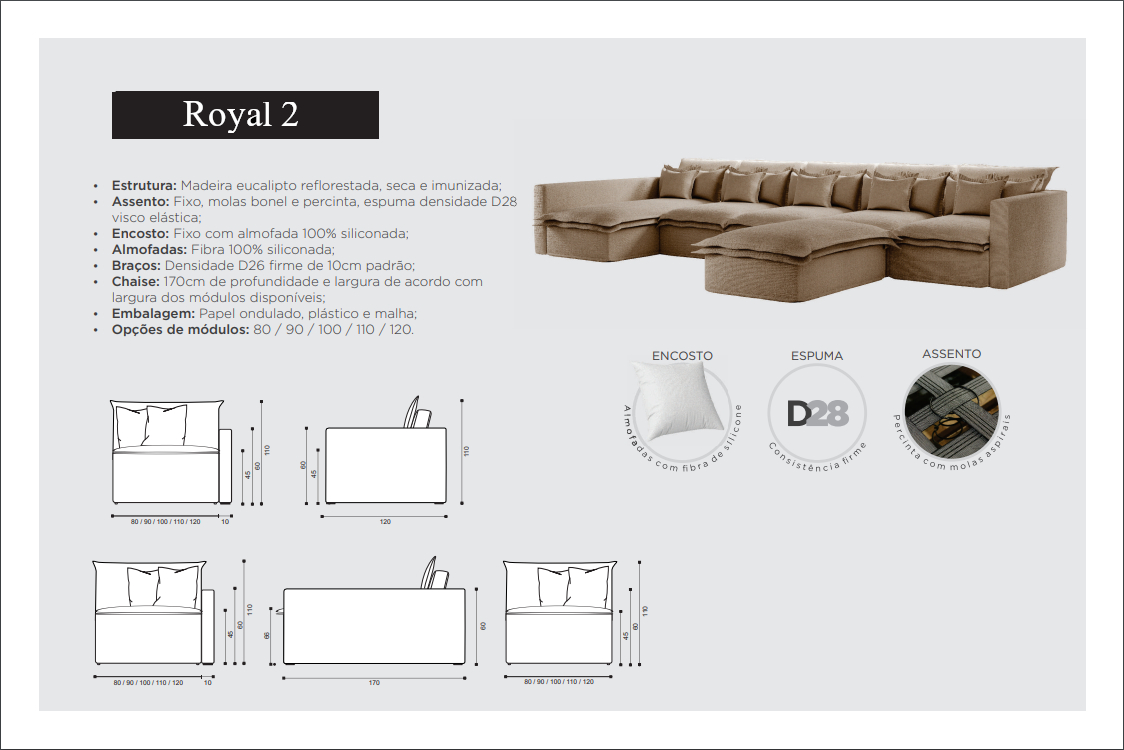 Royal 2
• Estrutura: Madeira eucalipto reflorestada, seca e imunizada;
• Assento: Fixo, molas bonel e percinta, espuma densidade D28
visco elástica;
• Encosto: Fixo com almofada 100% siliconada;
• Almofadas: Fibra 100% siliconada;
• Braços: Densidade D26 firme de 10cm padrão;
• Chaise: 170cm de profundidade e largura de acordo com
largura dos módulos disponíveis;
• Embalagem: Papel ondulado, plástico e malha;
• Opções de módulos: 80 / 90 / 100 / 110 / 120.
ENCOSTO
Almofadas com fibra de silicone
ESPUMA
D28
Consistência firme
ASSENTO
Percinta com molas aspirais
45
60
110
80 / 90 / 100 / 110 / 120
10
60
45
110
120
45
60
110
80 / 90 / 100 / 110 / 120
10
66
60
170
45
60
110
80 / 90 / 100 / 110 / 120